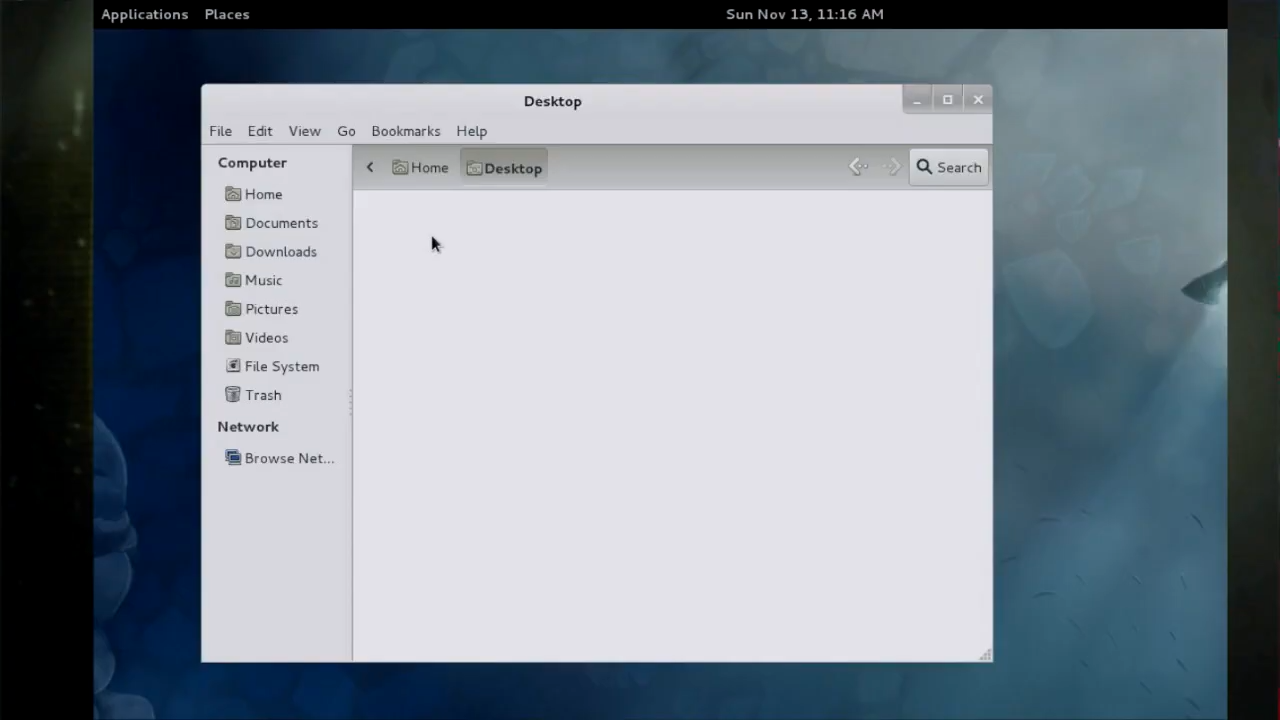 Applications Places Sun Nov 13, 11:16 AM
Desktop
File Edit View Go Bookmarks Help
Computer
Home
Documents
Downloads
Music
Pictures
Videos
File System
Trash
Network
Browse Net...
Home Desktop Search